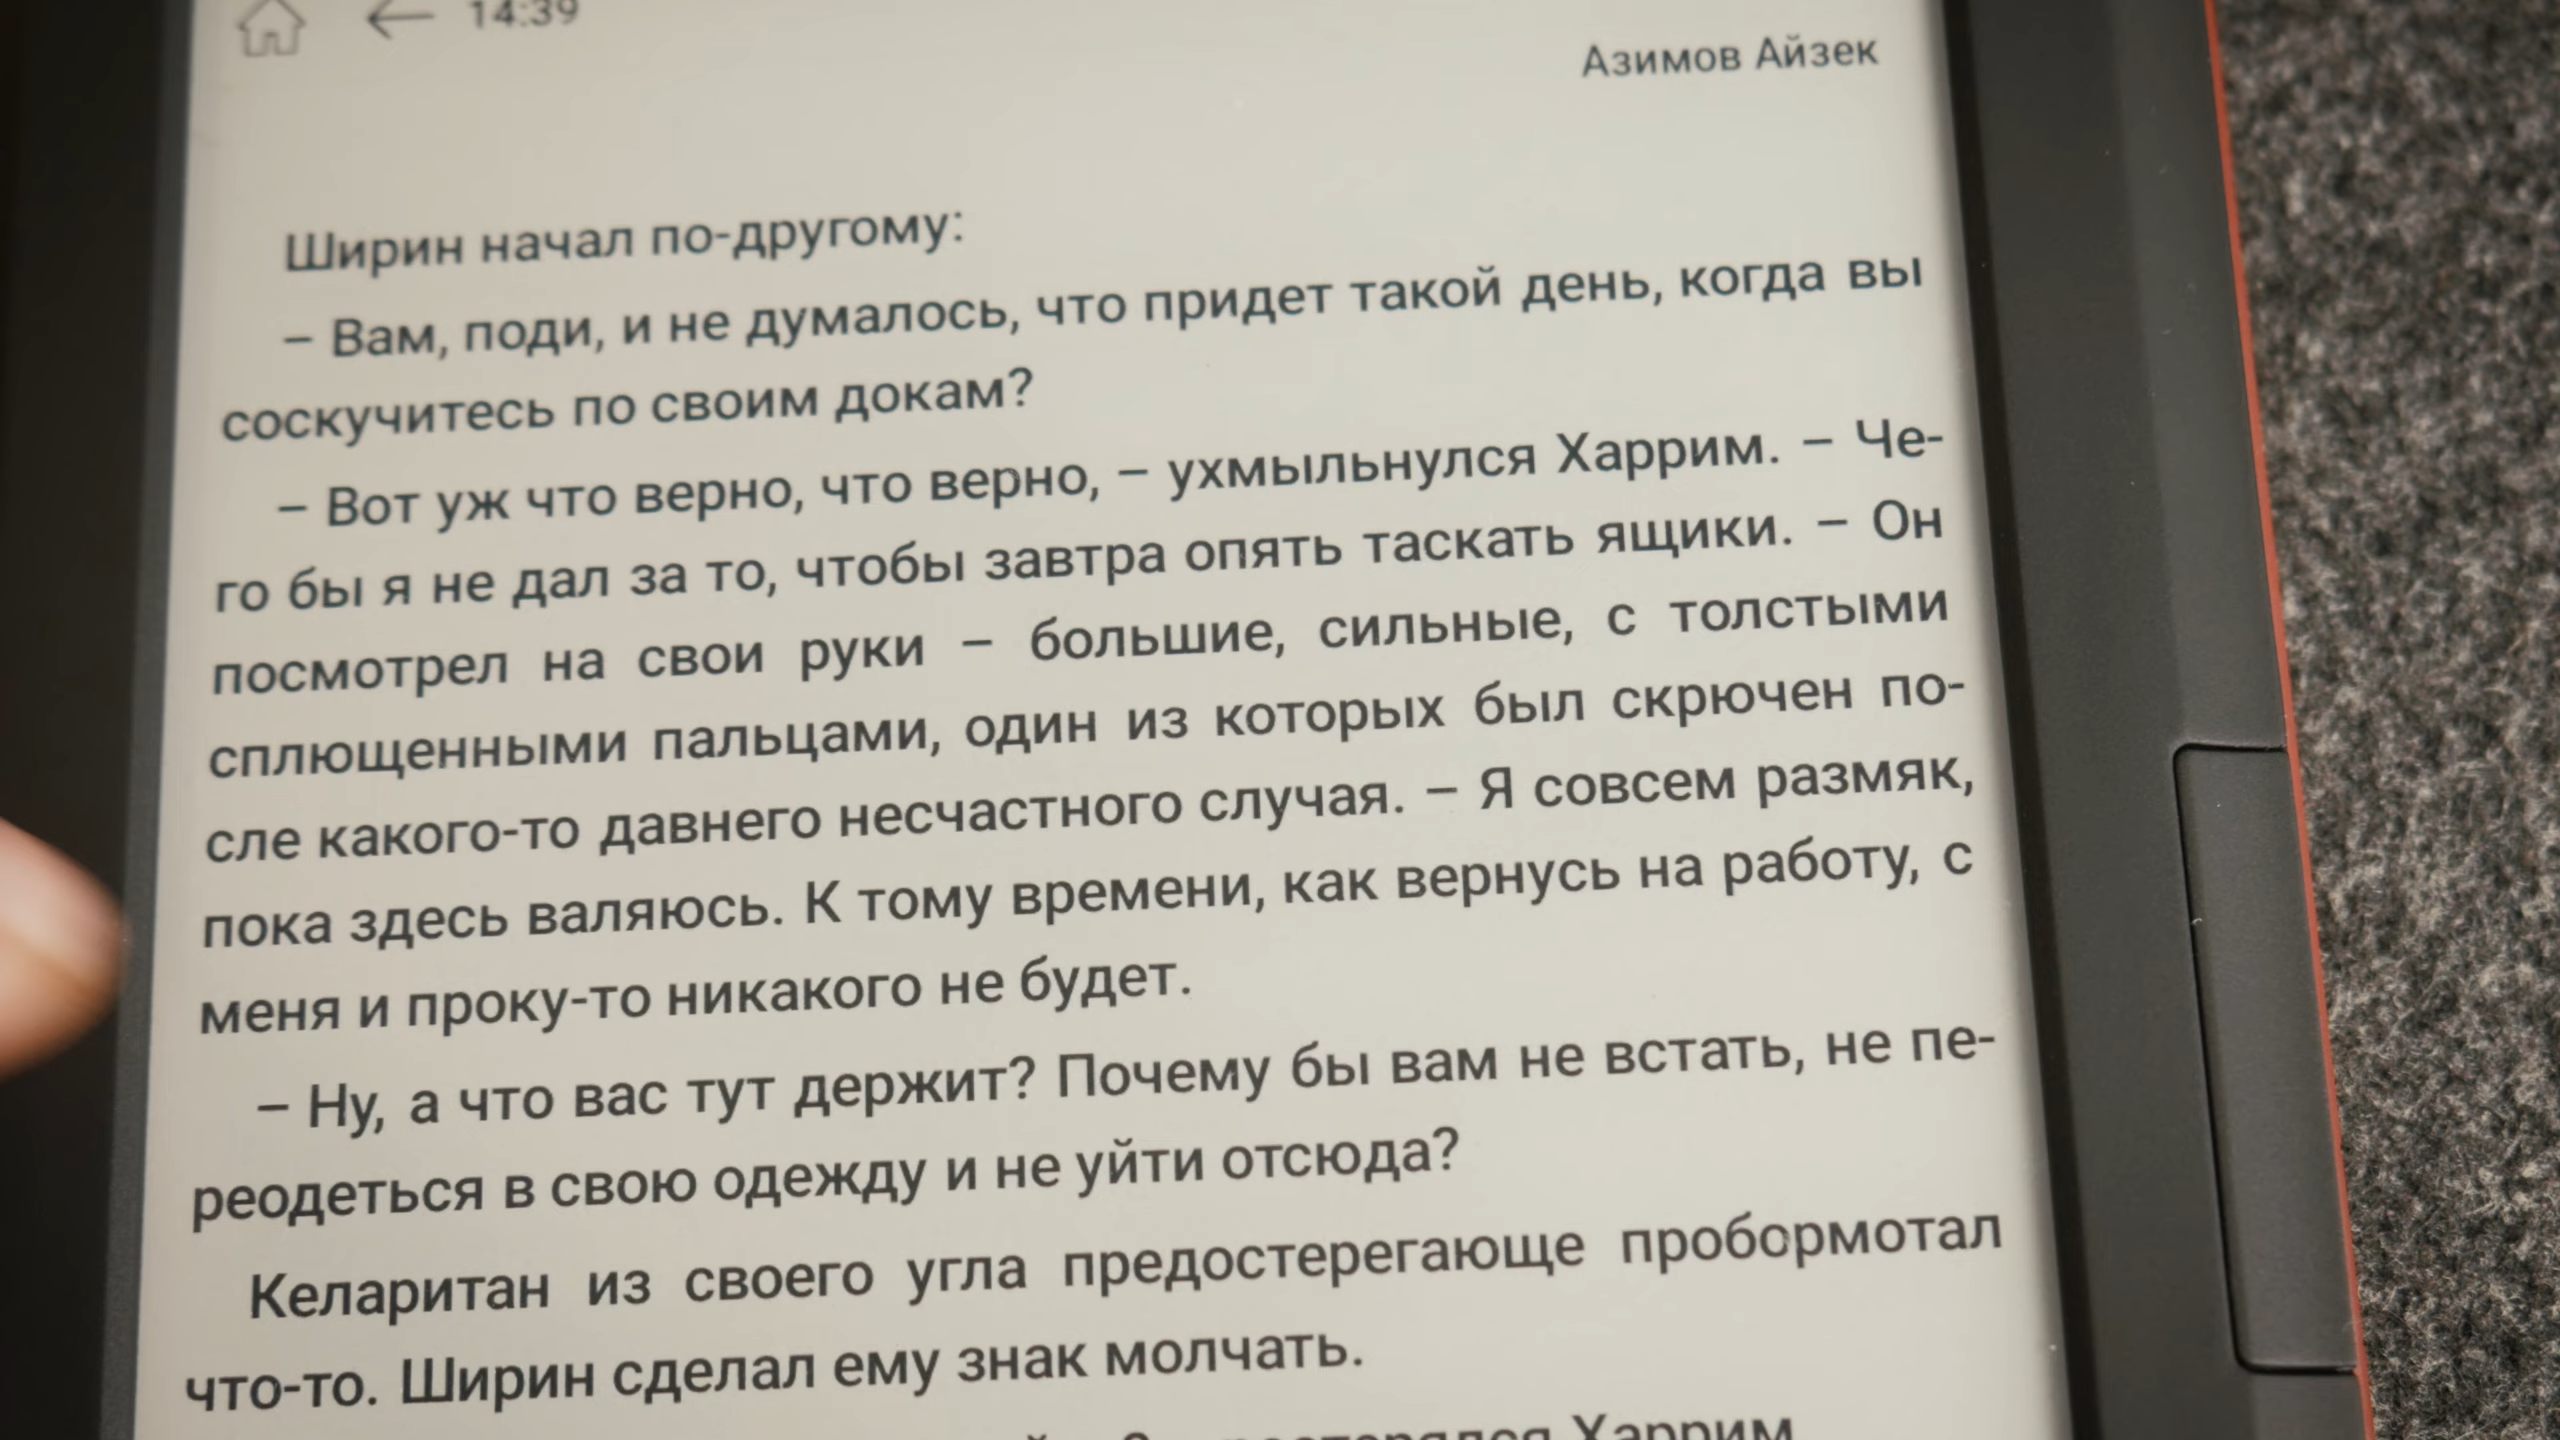 14:39
Азимов Айзек
Ширин начал по-другому:
– Вам, поди, и не думалось, что придет такой день, когда вы
соскучитесь по своим докам?
– Вот уж что верно, что верно, – ухмыльнулся Харрим. – Че-
го бы я не дал за то, чтобы завтра опять таскать ящики. – Он
посмотрел на свои руки – большие, сильные, с толстыми
сплющенными пальцами, один из которых был скрючен по-
сле какого-то давнего несчастного случая. – Я совсем размяк,
пока здесь валяюсь. К тому времени, как вернусь на работу, с
меня и проку-то никакого не будет.
– Ну, а что вас тут держит? Почему бы вам не встать, не пе-
реодеться в свою одежду и не уйти отсюда?
Келаритан из своего угла предостерегающе пробормотал
что-то. Ширин сделал ему знак молчать.
Харрим